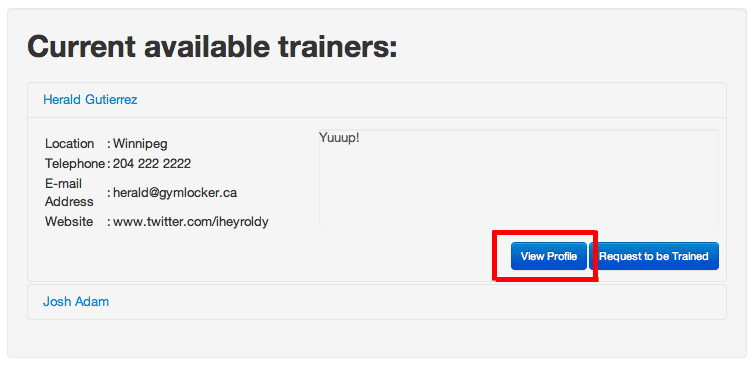 Current available trainers:
Herald Gutierrez
Location : Winnipeg
Telephone : 204 222 2222
E-mail
Address : herald@gymlocker.ca
Website : www.twitter.com/iheyroldy
Yuuup!
View Profile Request to be Trained
Josh Adam